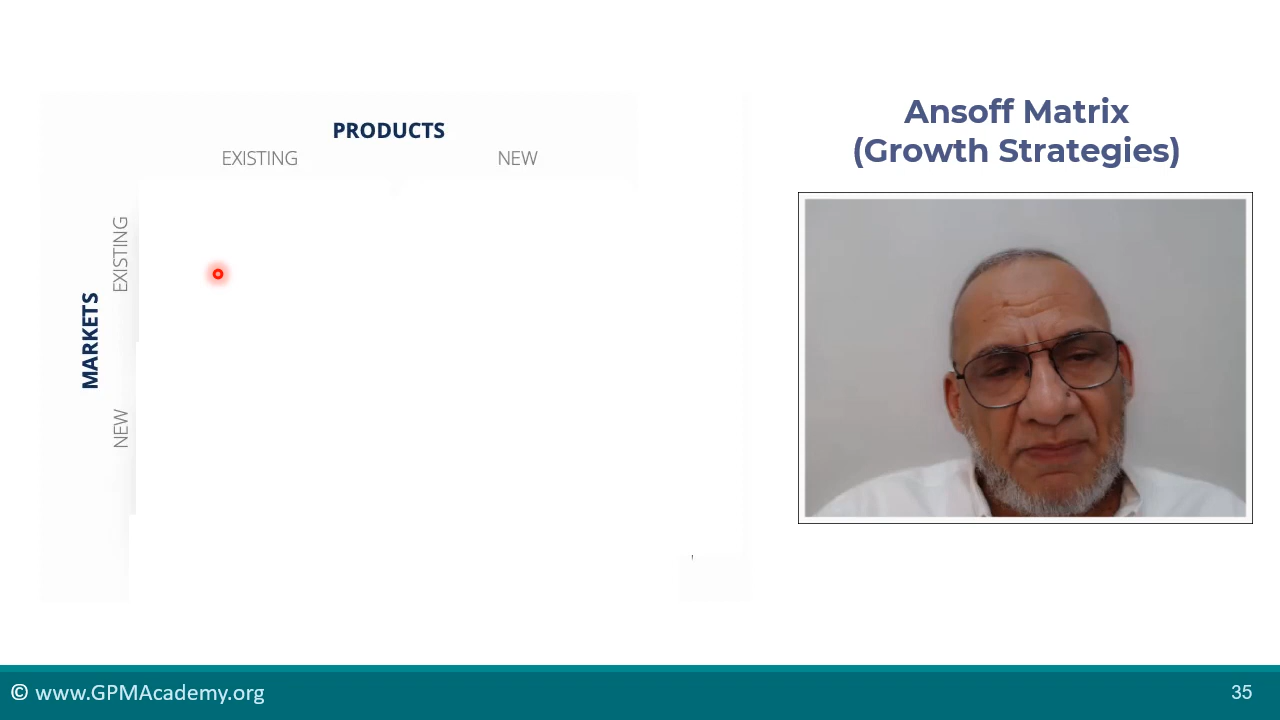 PRODUCTS
EXISTING
NEW
MARKETS
EXISTING
NEW
Ansoff Matrix
(Growth Strategies)
© www.GPMAcademy.org
35